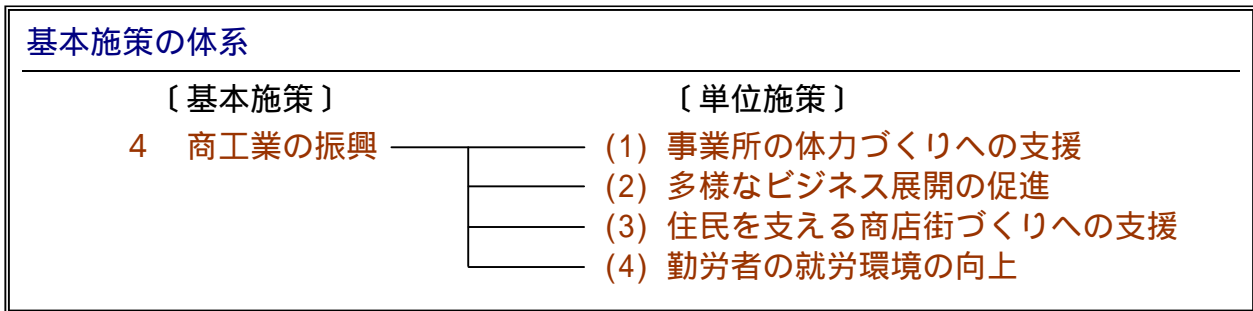 基本施策の体系
〔基本施策〕 〔単位施策〕
4 商工業の振興 (1) 事業所の体力づくりへの支援
(2) 多様なビジネス展開の促進
(3) 住民を支える商店街づくりへの支援
(4) 勤労者の就労環境の向上